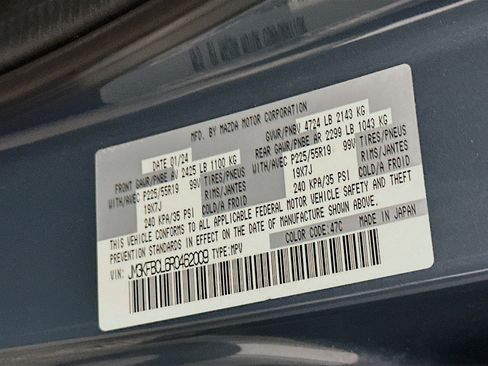 MFD. BY MAZDA MOTOR CORPORATION
DATE 01/24 GVWR/PNBV 4724 LB 2143 KG
FRONT GAWR/PNBE AV 2425 LB 1100 KG REAR GAWR/PNBE AR 2299 LB 1043 KG
WITH/AVEC P225/55R19 99V TIRES/PNEUS WITH/AVEC P225/55R19 99V TIRES/PNEUS
19X7J RIMS/JANTES 19X7J RIMS/JANTES
240 KPA/35 PSI COLD/A FROID 240 KPA/35 PSI COLD/A FROID
THIS VEHICLE CONFORMS TO ALL APPLICABLE FEDERAL MOTOR VEHICLE SAFETY AND THEFT
PREVENTION STANDARDS IN EFFECT ON THE DATE OF MANUFACTURE SHOWN ABOVE.
COLOR CODE:47C MADE IN JAPAN
VIN: JM3KFBCL6R0462009 TYPE:MPV